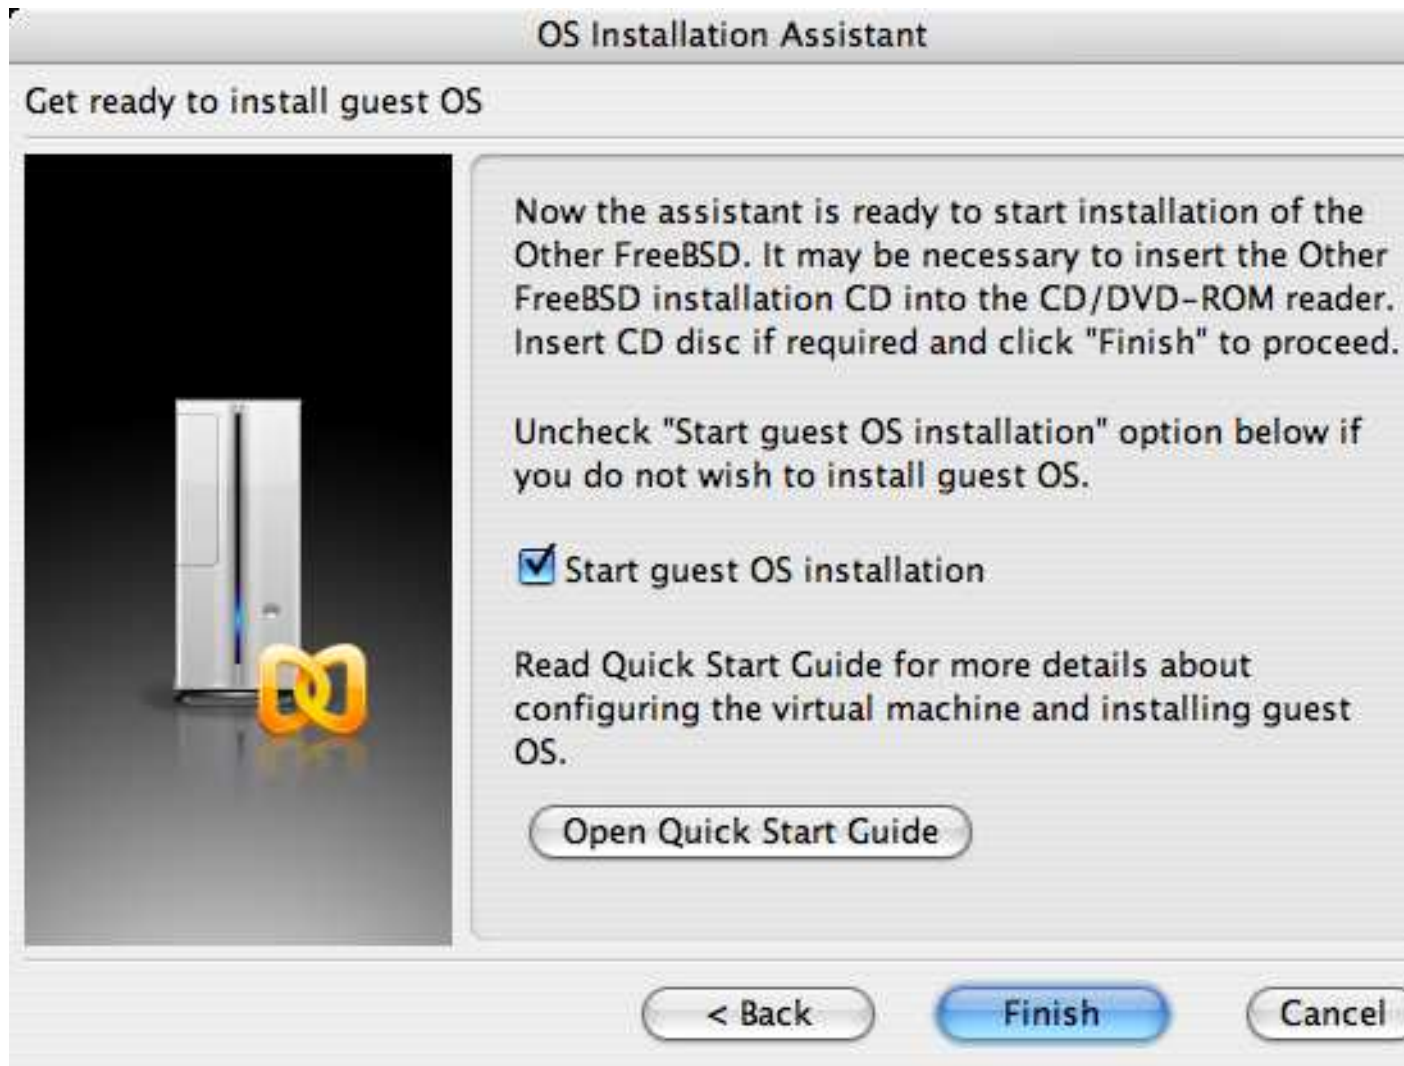 OS Installation Assistant
Get ready to install guest OS
Now the assistant is ready to start installation of the
Other FreeBSD. It may be necessary to insert the Other
FreeBSD installation CD into the CD/DVD-ROM reader.
Insert CD disc if required and click "Finish" to proceed.
Uncheck "Start guest OS installation" option below if
you do not wish to install guest OS.
Start guest OS installation
Read Quick Start Guide for more details about
configuring the virtual machine and installing guest
OS.
Open Quick Start Guide
< Back
Finish
Cancel